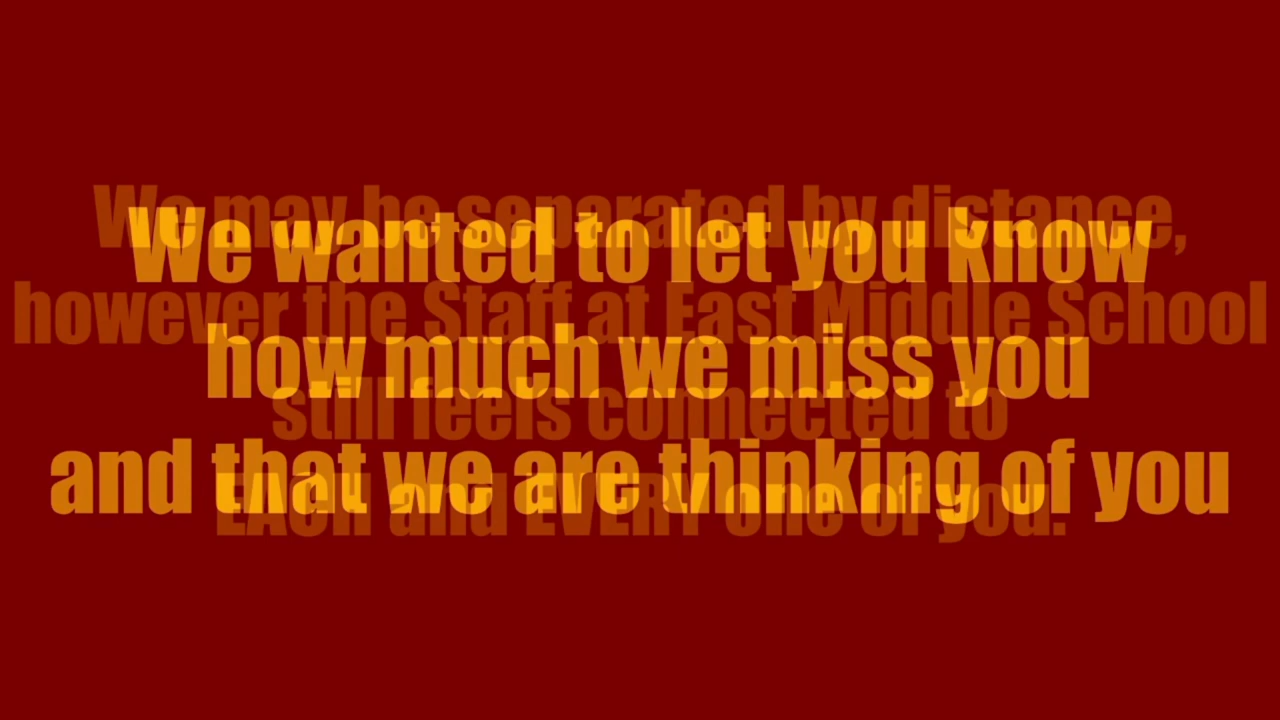 We may be separated by distance,
however the Staff at East Middle School
still feels connected to
EAcH and EVERY one of you.
We wanted to let you know
how much we miss you
and that we are thinking of you